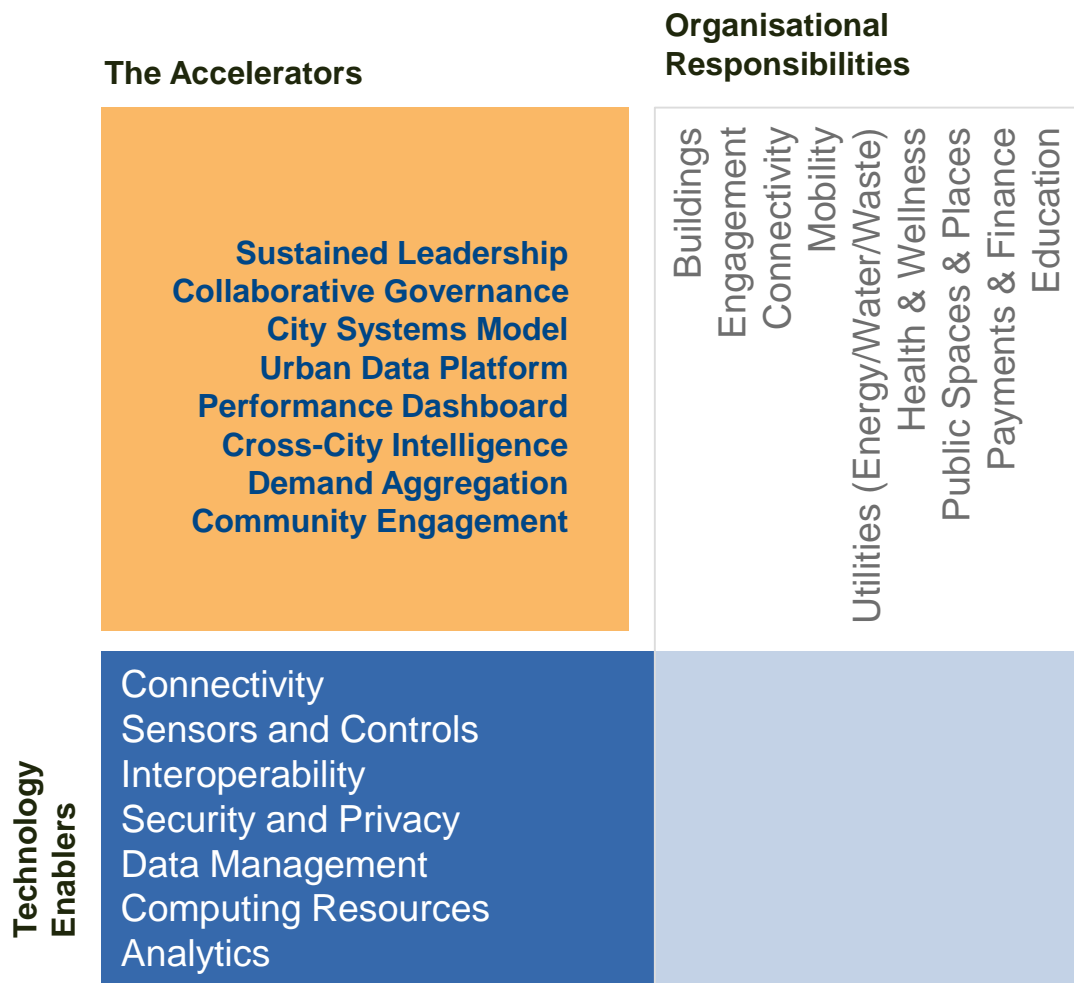 The Accelerators
Organisational
Responsibilities
Sustained Leadership
Collaborative Governance
City Systems Model
Urban Data Platform
Performance Dashboard
Cross-City Intelligence
Demand Aggregation
Community Engagement
Buildings
Engagement
Connectivity
Mobility
Utilities (Energy/Water/Waste)
Health & Wellness
Public Spaces & Places
Payments & Finance
Education
Technology
Enablers
Connectivity
Sensors and Controls
Interoperability
Security and Privacy
Data Management
Computing Resources
Analytics